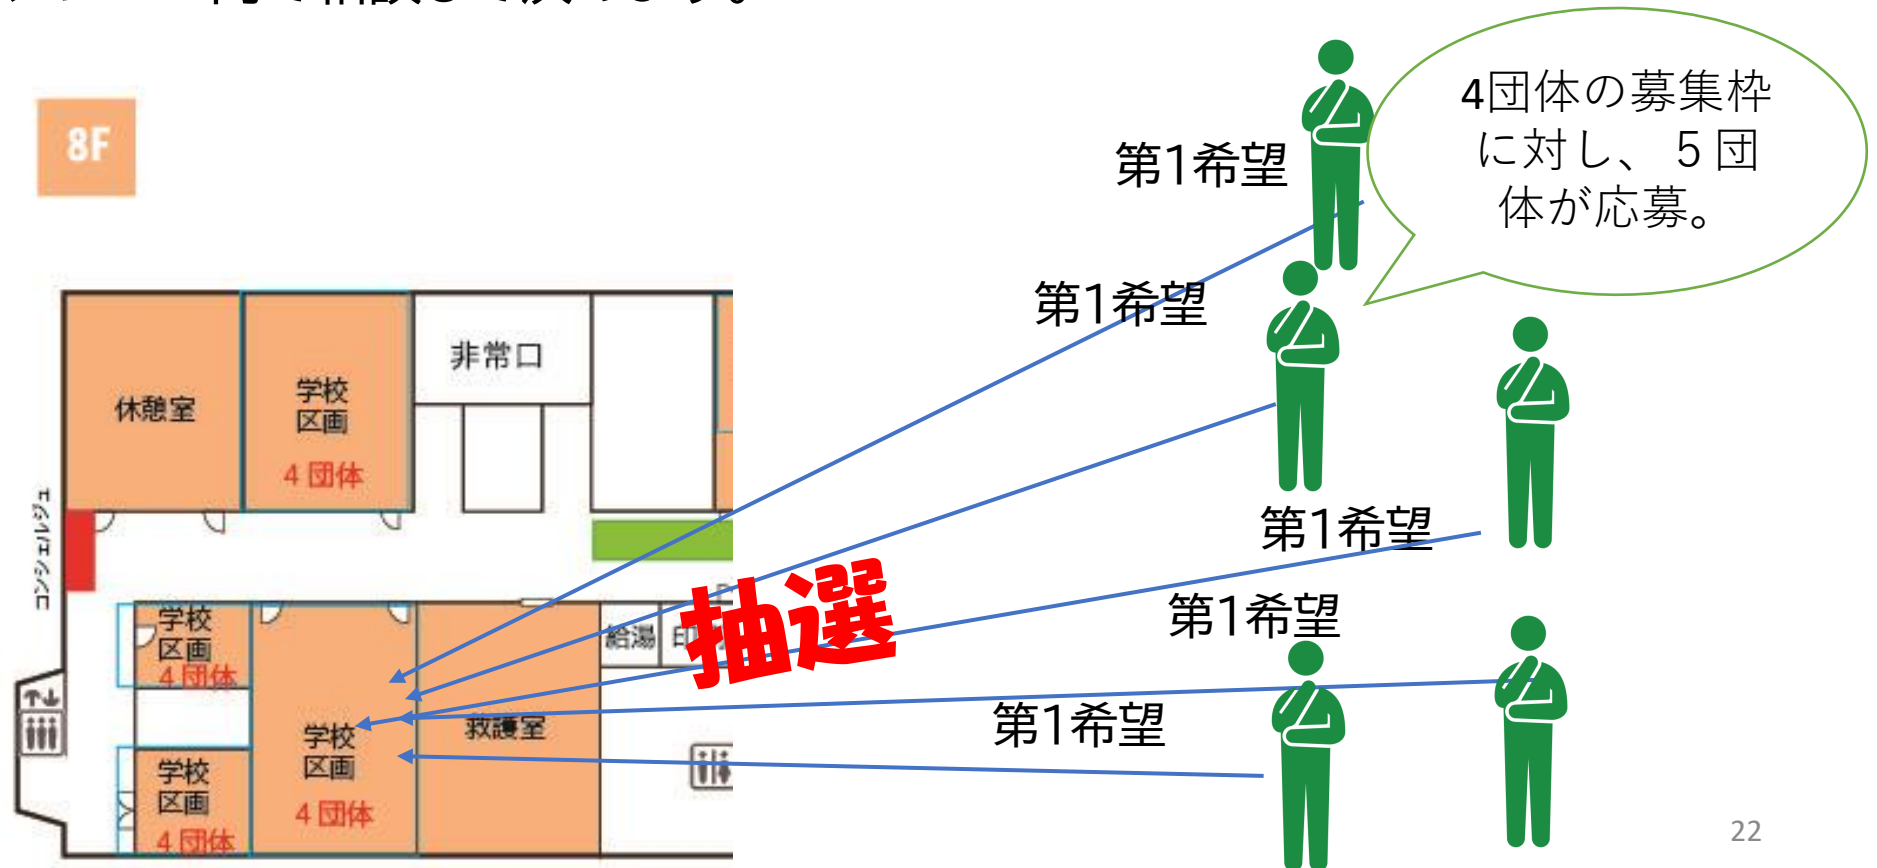 8F
第1希望
4団体の募集枠
に対し、５団
体が応募。
第1希望
非常口
休憩室
学校
区画
4 団体
コンシェルジュ
第1希望
抽選
学校
区画
4 団体
給湯
第1希望
学校
区画
4 団体
救護室
第1希望
学校
区画
4 団体
22